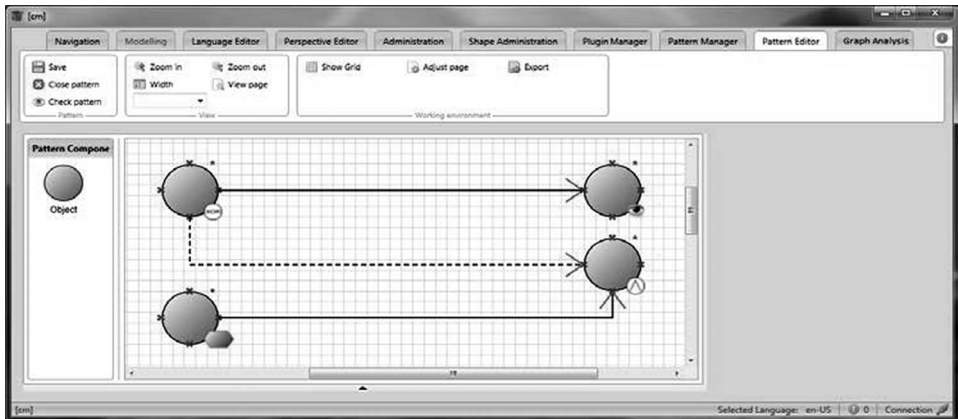 [cm]
Navigation Modelling Language Editor Perspective Editor Administration Shape Administration Plugin Manager Pattern Manager Pattern Editor Graph Analysis
Save Zoom in Zoom out Show Grid Adjust page Export
Close pattern Width View page
Check pattern
Pattern View Working environment
Pattern Compone
Object
[cm] Selected Language: en-US 0 Connection